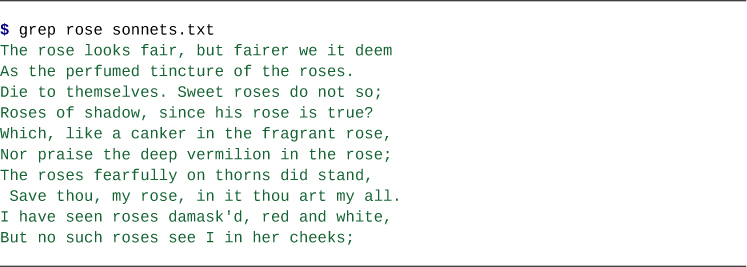 $ grep rose sonnets.txt
The rose looks fair, but fairer we it deem
As the perfumed tincture of the roses.
Die to themselves. Sweet roses do not so;
Roses of shadow, since his rose is true?
Which, like a canker in the fragrant rose,
Nor praise the deep vermilion in the rose;
The roses fearfully on thorns did stand,
 Save thou, my rose, in it thou art my all.
I have seen roses damask'd, red and white,
But no such roses see I in her cheeks;